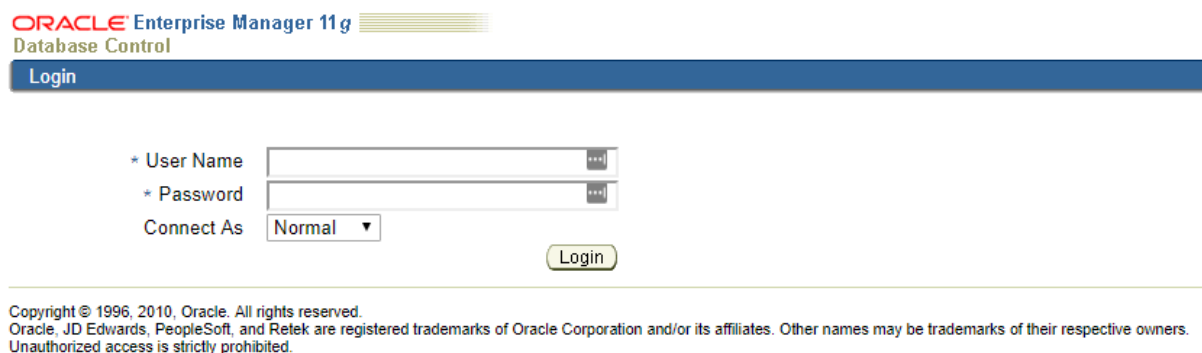 ORACLE Enterprise Manager 11g
Database Control
Login
* User Name
* Password
Connect As Normal
Login
Copyright © 1996, 2010, Oracle. All rights reserved.
Oracle, JD Edwards, PeopleSoft, and Retek are registered trademarks of Oracle Corporation and/or its affiliates. Other names may be trademarks of their respective owners.
Unauthorized access is strictly prohibited.